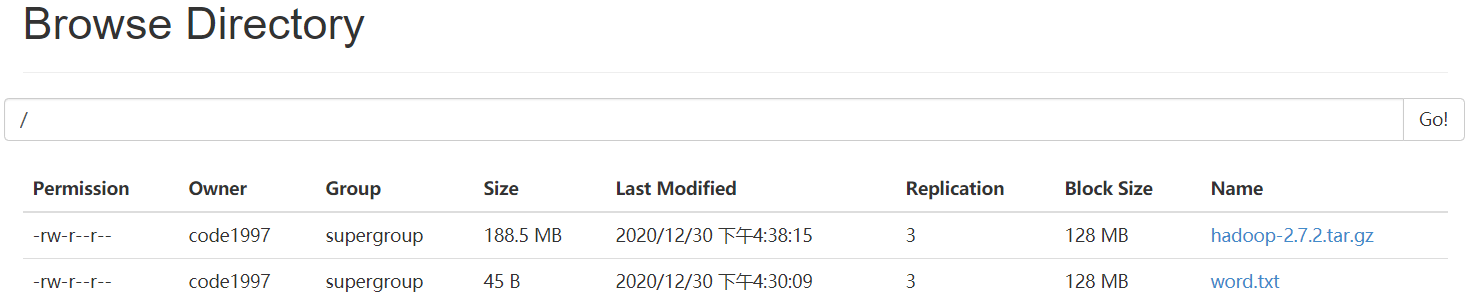 Browse Directory
/ Go!
Permission Owner Group Size Last Modified Replication Block Size Name
-rw-r--r-- code1997 supergroup 188.5 MB 2020/12/30 下午4:38:15 3 128 MB hadoop-2.7.2.tar.gz
-rw-r--r-- code1997 supergroup 45 B 2020/12/30 下午4:30:09 3 128 MB word.txt